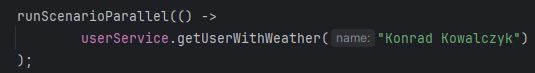 runScenarioParallel(() ->
userService.getUserWithWeather( name: "Konrad Kowalczyk")
);